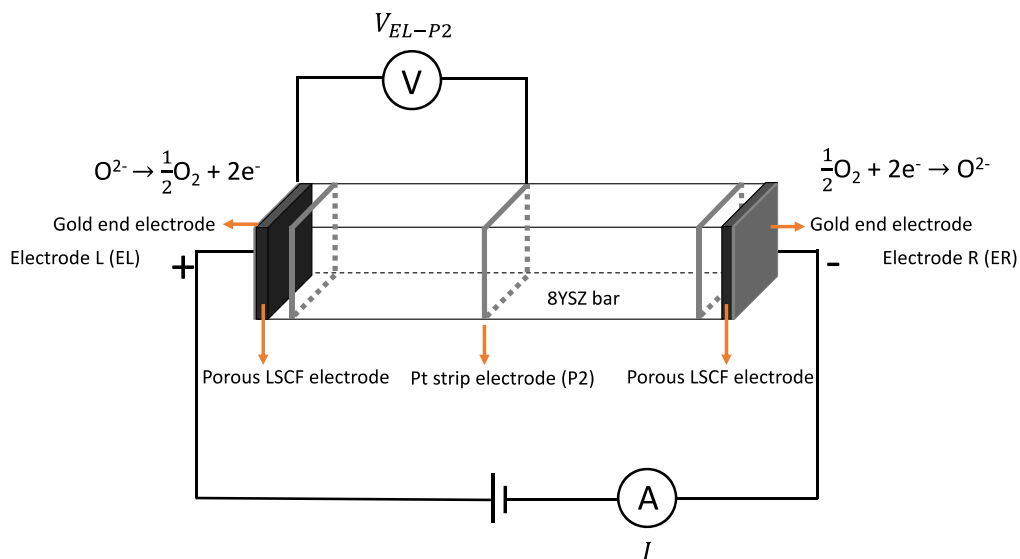 V_{EL−P2}
V
O²⁻ → ½O₂ + 2e⁻
½O₂ + 2e⁻ → O²⁻
Gold end electrode
Gold end electrode
Electrode L (EL)
+
-
Electrode R (ER)
8YSZ bar
Porous LSCF electrode
Pt strip electrode (P2)
Porous LSCF electrode
A
I